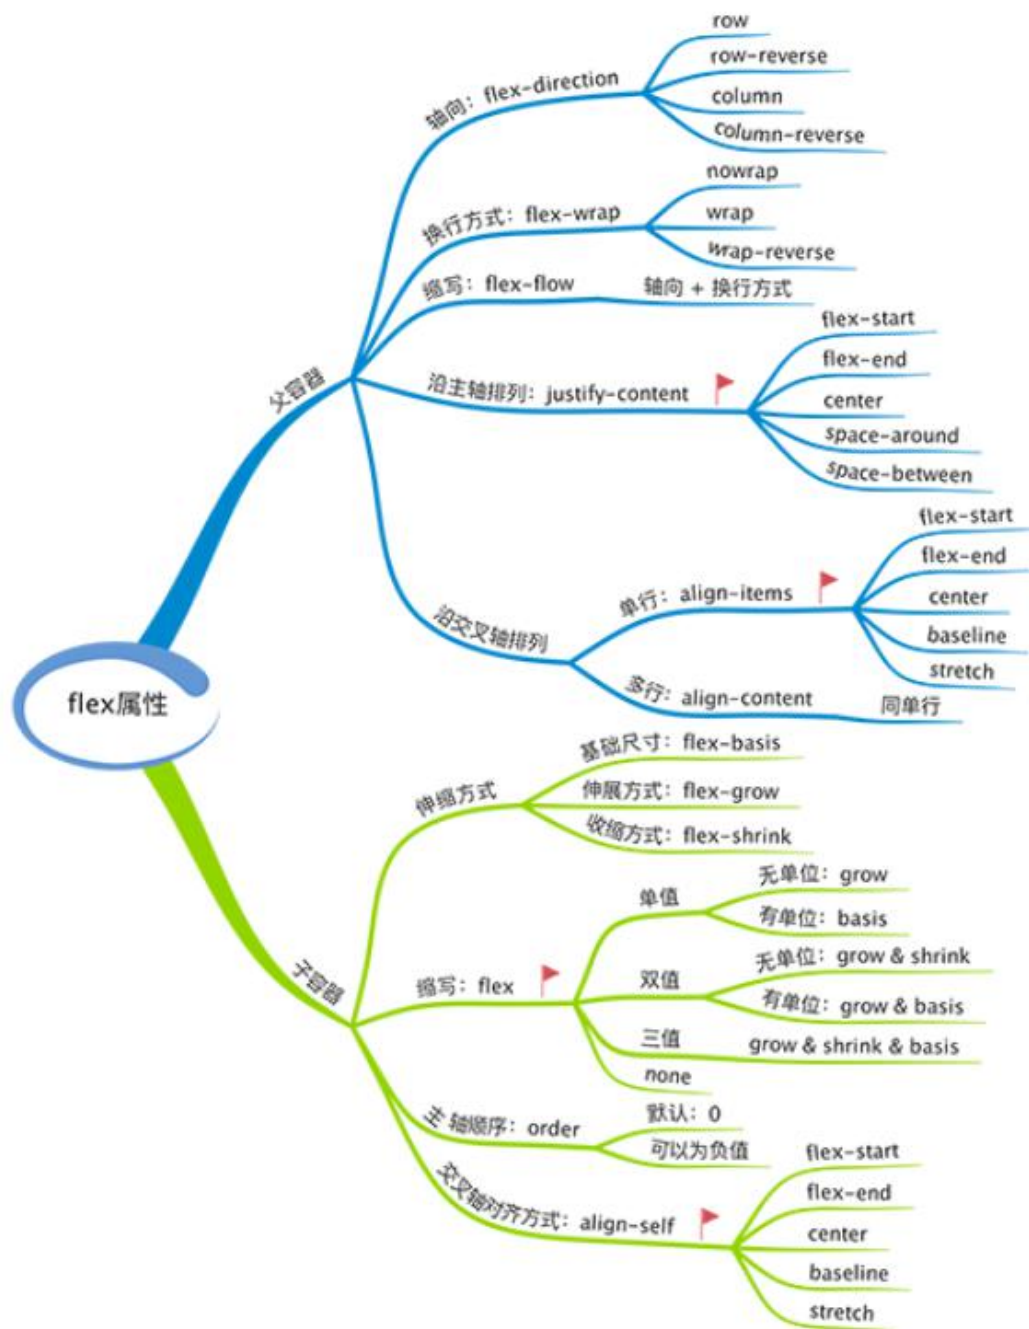 flex属性
父容器
轴向：flex-direction
row
row-reverse
column
column-reverse
换行方式：flex-wrap
nowrap
wrap
wrap-reverse
缩写：flex-flow
轴向 + 换行方式
沿主轴排列：justify-content
flex-start
flex-end
center
space-around
space-between
沿交叉轴排列
单行：align-items
flex-start
flex-end
center
baseline
stretch
多行：align-content
同单行
子容器
伸缩方式
基础尺寸：flex-basis
伸展方式：flex-grow
收缩方式：flex-shrink
缩写：flex
单值
无单位：grow
有单位：basis
双值
无单位：grow & shrink
有单位：grow & basis
三值
grow & shrink & basis
none
主轴顺序：order
默认：0
可以为负值
交叉轴对齐方式：align-self
flex-start
flex-end
center
baseline
stretch